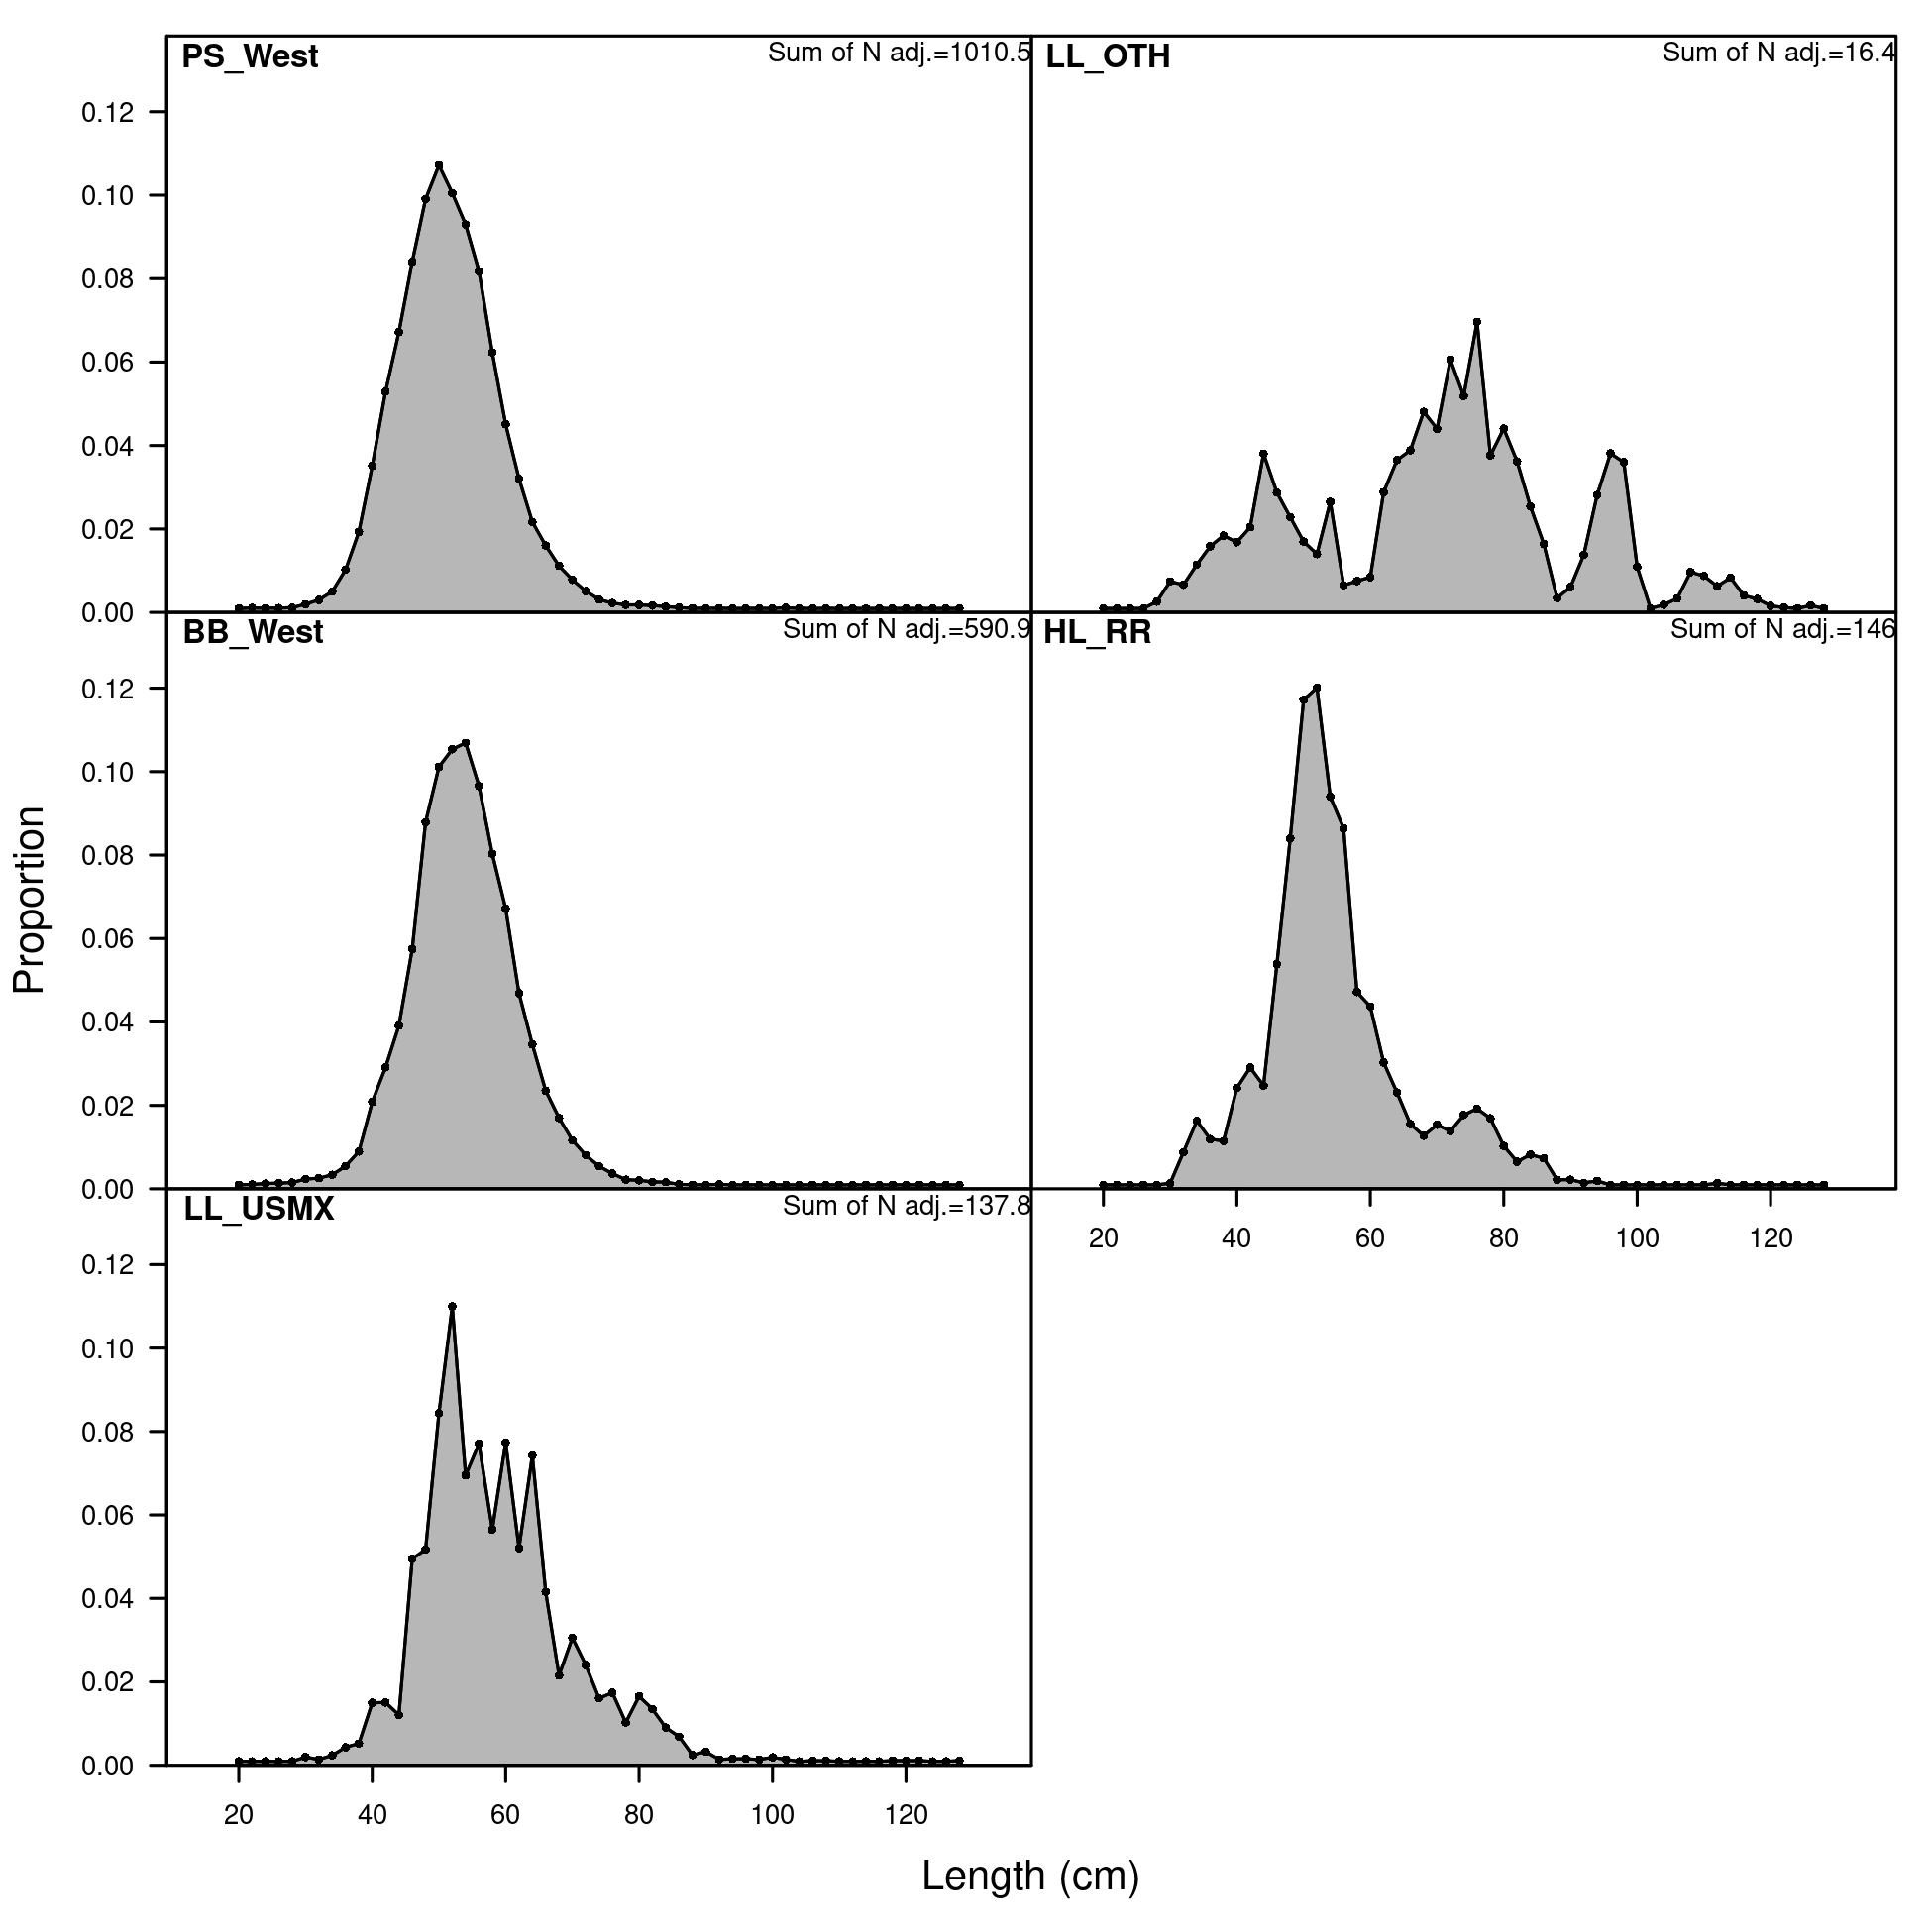 PS_West
Sum of N adj.=1010.5
0.12
0.10
0.08
0.06
0.04
0.02
0.00
LL_OTH
Sum of N adj.=16.4
BB_West
Sum of N adj.=590.9
0.12
0.10
0.08
0.06
0.04
0.02
0.00
HL_RR
Sum of N adj.=146
20 40 60 80 100 120
LL_USMX
Sum of N adj.=137.8
0.12
0.10
0.08
0.06
0.04
0.02
0.00
20 40 60 80 100 120
Proportion
Length (cm)